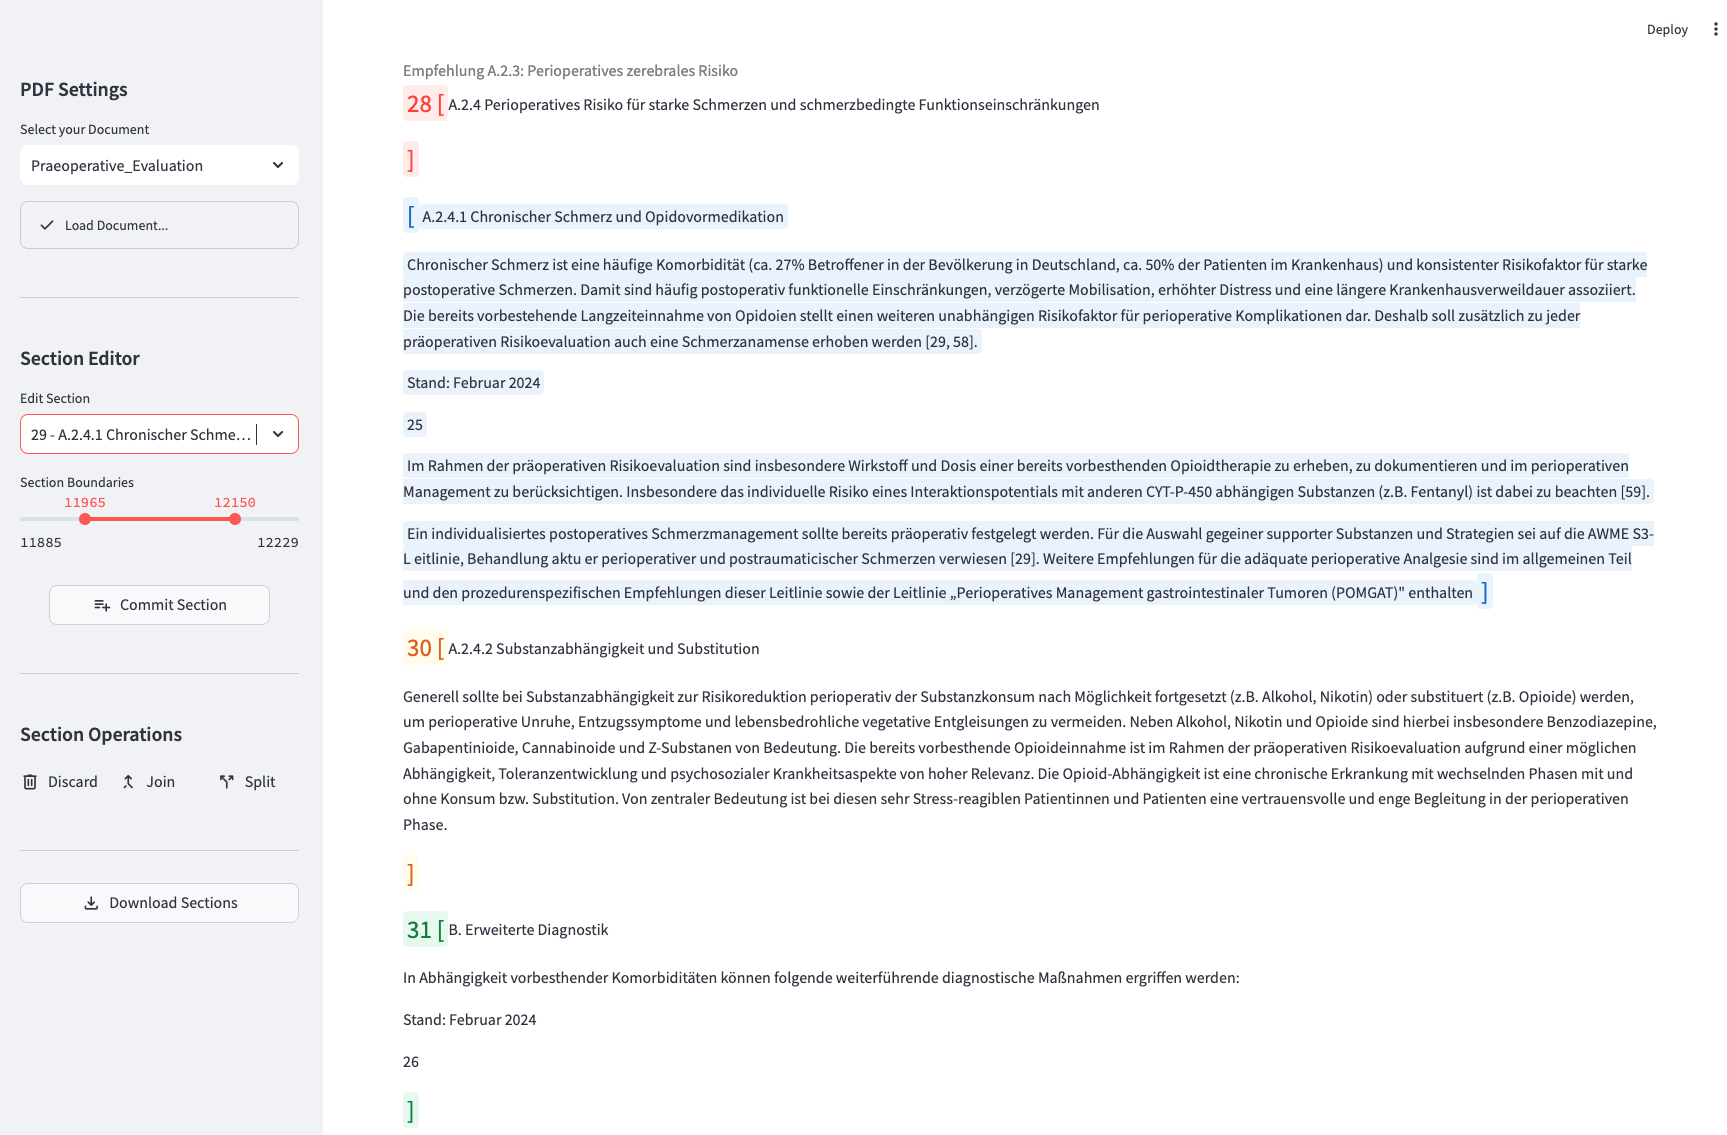 Deploy
PDF Settings
Select your Document
Praeoperative_Evaluation
Load Document...
Section Editor
Edit Section
29 - A.2.4.1 Chronischer Schme...
Section Boundaries
11965 12150
11885 12229
Commit Section
Section Operations
Discard Join Split
Download Sections
Empfehlung A.2.3: Perioperatives zerebrales Risiko
28 [ A.2.4 Perioperatives Risiko für starke Schmerzen und schmerzbedingte Funktionseinschränkungen
]
[ A.2.4.1 Chronischer Schmerz und Opidovormedikation
Chronischer Schmerz ist eine häufige Komorbidität (ca. 27% Betroffener in der Bevölkerung in Deutschland, ca. 50% der Patienten im Krankenhaus) und konsistenter Risikofaktor für starke
postoperative Schmerzen. Damit sind häufig postoperativ funktionelle Einschränkungen, verzögerte Mobilisation, erhöhter Distress und eine längere Krankenhausverweildauer assoziiert.
Die bereits vorbestehende Langzeiteinnahme von Opidoien stellt einen weiteren unabhängigen Risikofaktor für perioperative Komplikationen dar. Deshalb soll zusätzlich zu jeder
präoperativen Risikoevaluation auch eine Schmerzanamense erhoben werden [29, 58].
Stand: Februar 2024
25
Im Rahmen der präoperativen Risikoevaluation sind insbesondere Wirkstoff und Dosis einer bereits vorbesthenden Opioidtherapie zu erheben, zu dokumentieren und im perioperativen
Management zu berücksichtigen. Insbesondere das individuelle Risiko eines Interaktionspotentials mit anderen CYT-P-450 abhängigen Substanzen (z.B. Fentanyl) ist dabei zu beachten [59].
Ein individualisiertes postoperatives Schmerzmanagement sollte bereits präoperativ festgelegt werden. Für die Auswahl gegeiner supporter Substanzen und Strategien sei auf die AWME S3-
L eitlinie, Behandlung aktu er perioperativer und postraumaticischer Schmerzen verwiesen [29]. Weitere Empfehlungen für die adäquate perioperative Analgesie sind im allgemeinen Teil
und den prozedurenspezifischen Empfehlungen dieser Leitlinie sowie der Leitlinie „Perioperatives Management gastrointestinaler Tumoren (POMGAT)" enthalten ]
30 [ A.2.4.2 Substanzabhängigkeit und Substitution
Generell sollte bei Substanzabhängigkeit zur Risikoreduktion perioperativ der Substanzkonsum nach Möglichkeit fortgesetzt (z.B. Alkohol, Nikotin) oder substituert (z.B. Opioide) werden,
um perioperative Unruhe, Entzugssymptome und lebensbedrohliche vegetative Entgleisungen zu vermeiden. Neben Alkohol, Nikotin und Opioide sind hierbei insbesondere Benzodiazepine,
Gabapentinioide, Cannabinoide und Z-Substanen von Bedeutung. Die bereits vorbesthende Opioideinnahme ist im Rahmen der präoperativen Risikoevaluation aufgrund einer möglichen
Abhängigkeit, Toleranzentwicklung und psychosozialer Krankheitsaspekte von hoher Relevanz. Die Opioid-Abhängigkeit ist eine chronische Erkrankung mit wechselnden Phasen mit und
ohne Konsum bzw. Substitution. Von zentraler Bedeutung ist bei diesen sehr Stress-reagiblen Patientinnen und Patienten eine vertrauensvolle und enge Begleitung in der perioperativen
Phase.
]
31 [ B. Erweiterte Diagnostik
In Abhängigkeit vorbesthender Komorbiditäten können folgende weiterführende diagnostische Maßnahmen ergriffen werden:
Stand: Februar 2024
26
]